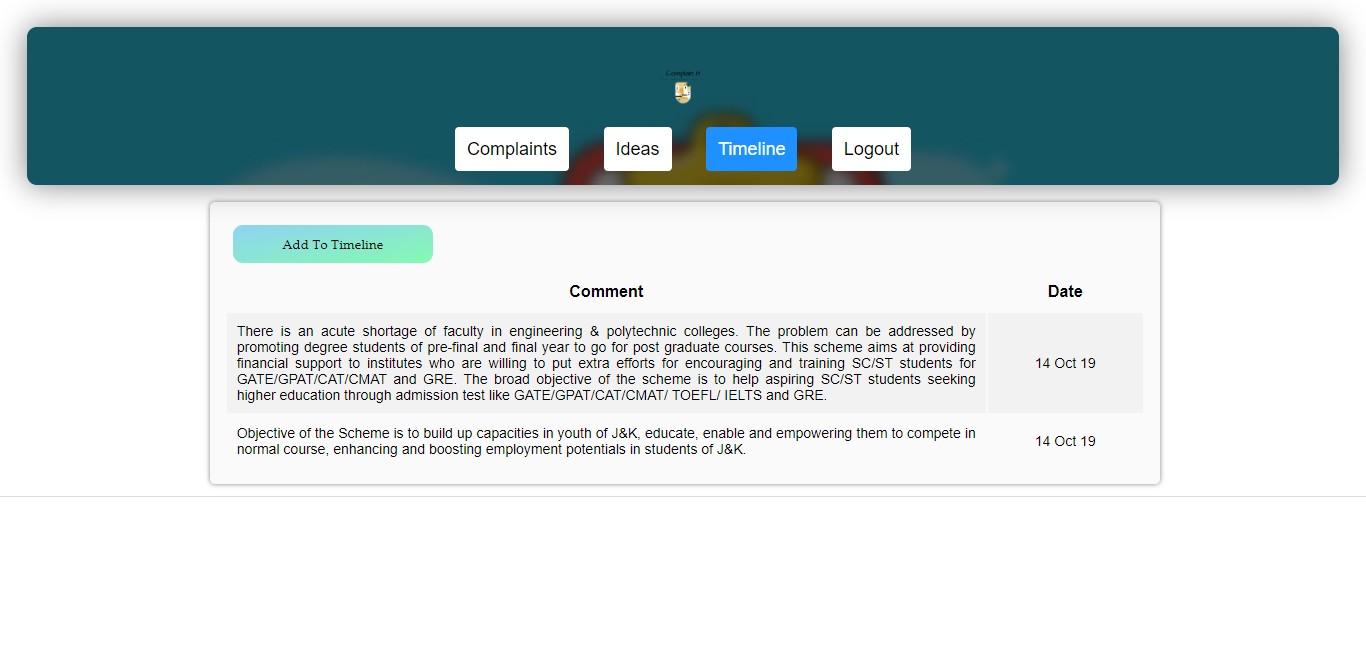 Complain It
Complaints Ideas Timeline Logout
Add To Timeline
Comment Date
There is an acute shortage of faculty in engineering & polytechnic colleges. The problem can be addressed by
promoting degree students of pre-final and final year to go for post graduate courses. This scheme aims at providing
financial support to institutes who are willing to put extra efforts for encouraging and training SC/ST students for
GATE/GPAT/CAT/CMAT and GRE. The broad objective of the scheme is to help aspiring SC/ST students seeking
higher education through admission test like GATE/GPAT/CAT/CMAT/ TOEFL/ IELTS and GRE.
14 Oct 19
Objective of the Scheme is to build up capacities in youth of J&K, educate, enable and empowering them to compete in
normal course, enhancing and boosting employment potentials in students of J&K.
14 Oct 19